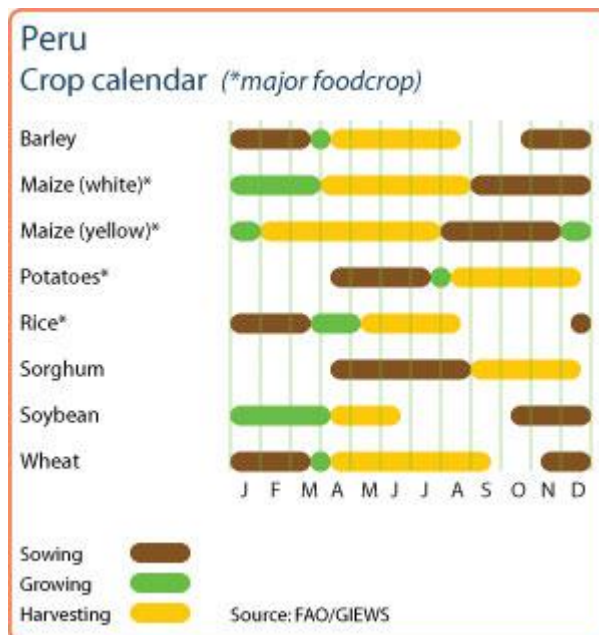 Peru
Crop calendar (*major foodcrop)
Barley
Maize (white)*
Maize (yellow)*
Potatoes*
Rice*
Sorghum
Soybean
Wheat
J F M A M J J A S O N D
Sowing
Growing
Harvesting
Source: FAO/GIEWS